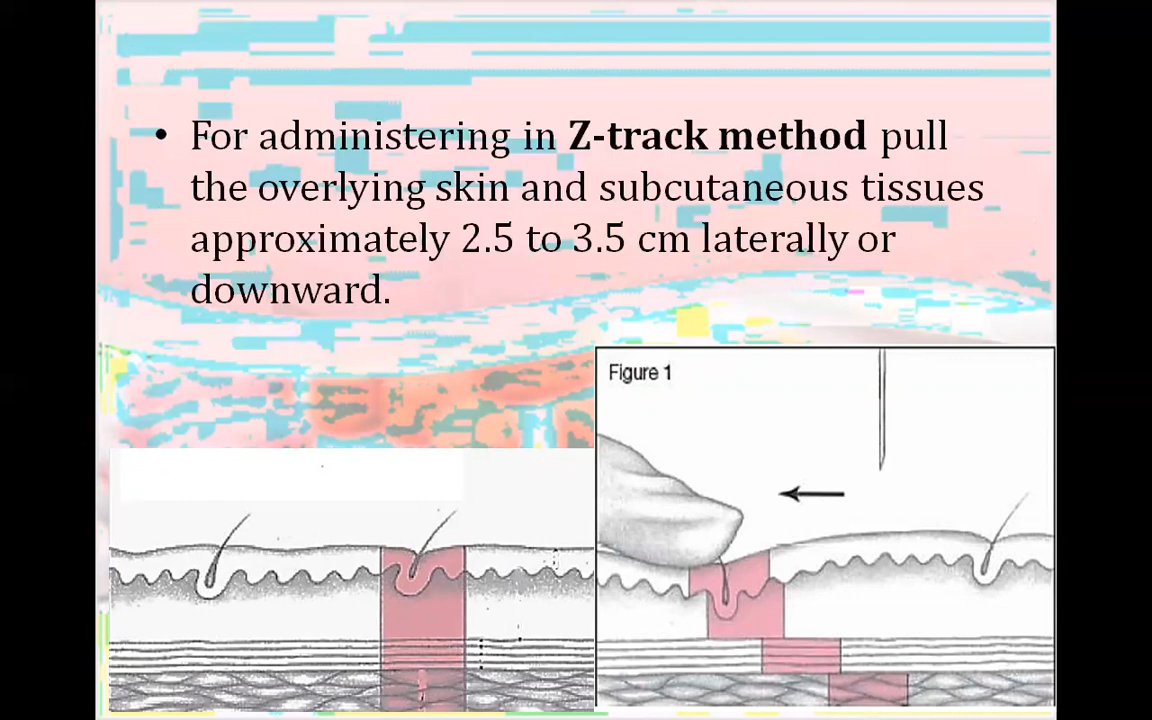 • For administering in Z-track method pull
the overlying skin and subcutaneous tissues
approximately 2.5 to 3.5 cm laterally or
downward.
Figure 1